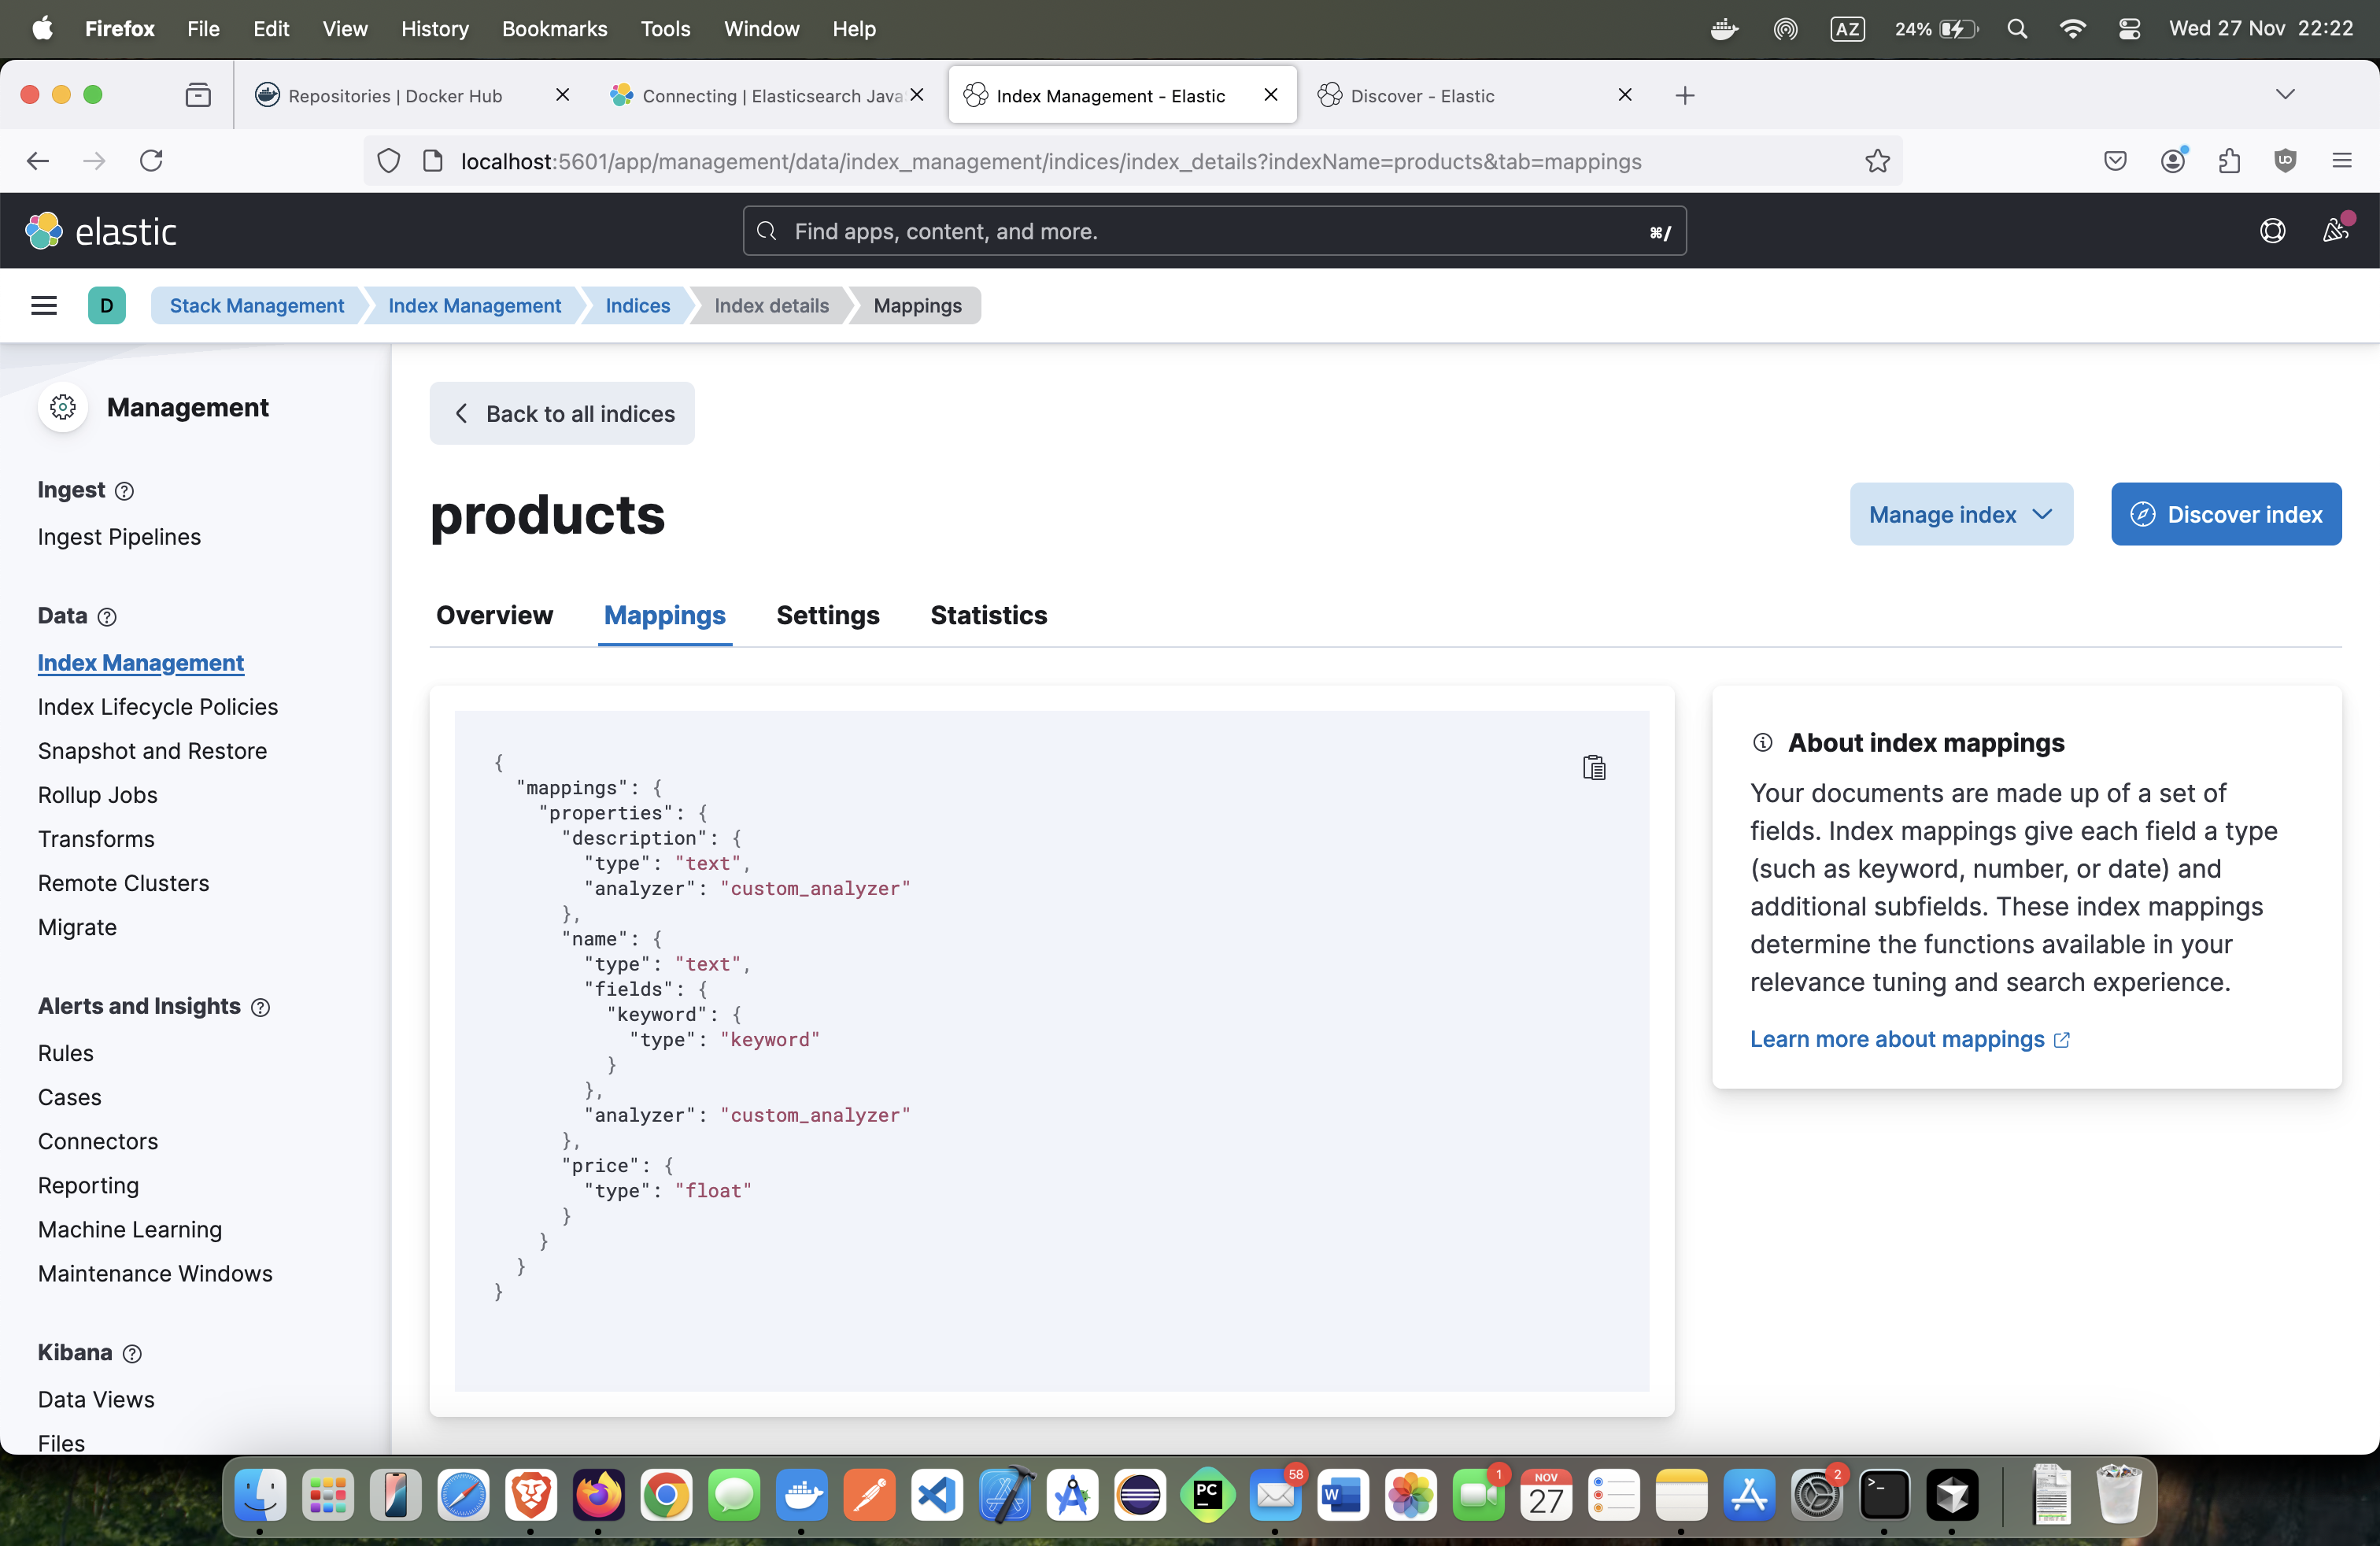 Firefox File Edit View History Bookmarks Tools Window Help AZ 24% Wed 27 Nov 22:22
Repositories | Docker Hub Connecting | Elasticsearch Java Index Management - Elastic Discover - Elastic
localhost:5601/app/management/data/index_management/indices/index_details?indexName=products&tab=mappings
elastic Find apps, content, and more. ⌘/
D Stack Management Index Management Indices Index details Mappings
Management
Ingest
Ingest Pipelines
Data
Index Management
Index Lifecycle Policies
Snapshot and Restore
Rollup Jobs
Transforms
Remote Clusters
Migrate
Alerts and Insights
Rules
Cases
Connectors
Reporting
Machine Learning
Maintenance Windows
Kibana
Data Views
Files
Back to all indices
products
Manage index Discover index
Overview Mappings Settings Statistics
{
"mappings": {
"properties": {
"description": {
"type": "text",
"analyzer": "custom_analyzer"
},
"name": {
"type": "text",
"fields": {
"keyword": {
"type": "keyword"
}
},
"analyzer": "custom_analyzer"
},
"price": {
"type": "float"
}
}
}
}
About index mappings
Your documents are made up of a set of
fields. Index mappings give each field a type
(such as keyword, number, or date) and
additional subfields. These index mappings
determine the functions available in your
relevance tuning and search experience.
Learn more about mappings
PC 58 W 1 NOV 27 2 >_